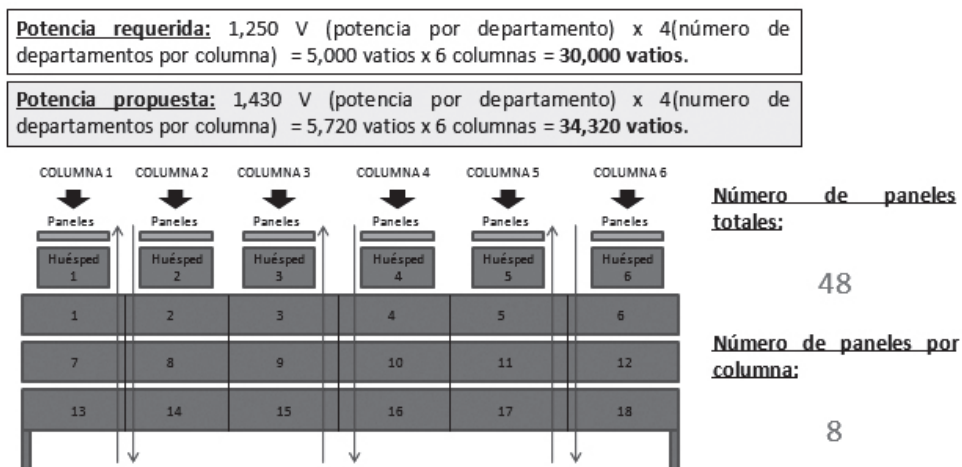 Potencia requerida: 1,250 V (potencia por departamento) x 4(número de
departamentos por columna) = 5,000 vatios x 6 columnas = 30,000 vatios.
Potencia propuesta: 1,430 V (potencia por departamento) x 4(numero de
departamentos por columna) = 5,720 vatios x 6 columnas = 34,320 vatios.
COLUMNA 1 COLUMNA 2 COLUMNA 3 COLUMNA 4 COLUMNA 5 COLUMNA 6
Paneles Paneles Paneles Paneles Paneles Paneles
Huésped Huésped Huésped Huésped Huésped Huésped
1 2 3 4 5 6
1 2 3 4 5 6
7 8 9 10 11 12
13 14 15 16 17 18
Número de paneles
totales:
48
Número de paneles por
columna:
8